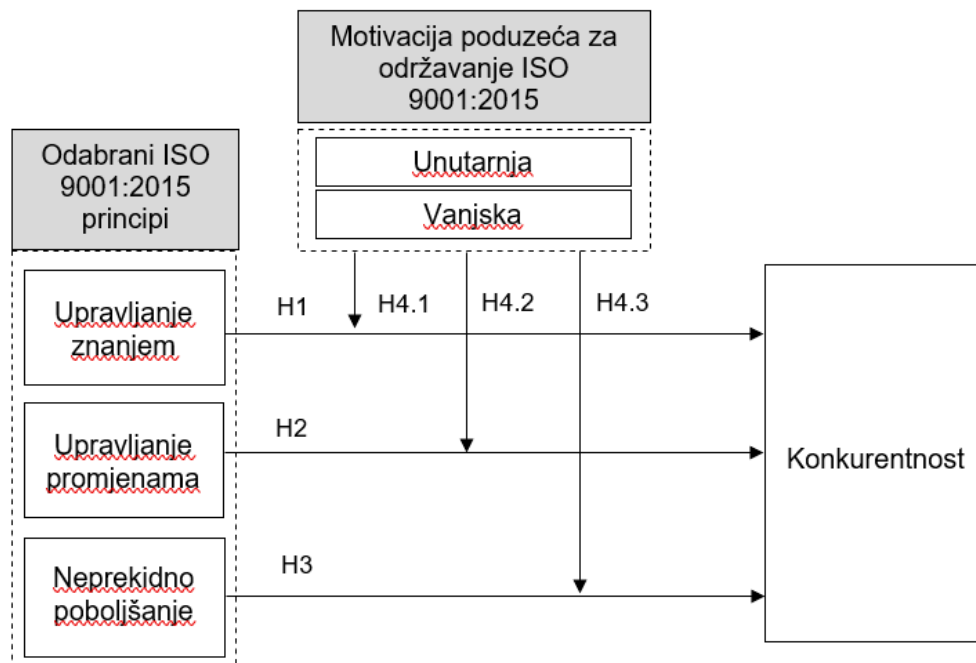 Motivacija poduzeća za
održavanje ISO
9001:2015
Unutarnja
Vanjska
Odabrani ISO
9001:2015
principi
Upravljanje
znanjem
H1
H4.1
H4.2
H4.3
Upravljanje
promjenama
H2
Konkurentnost
Neprekidno
poboljšanje
H3